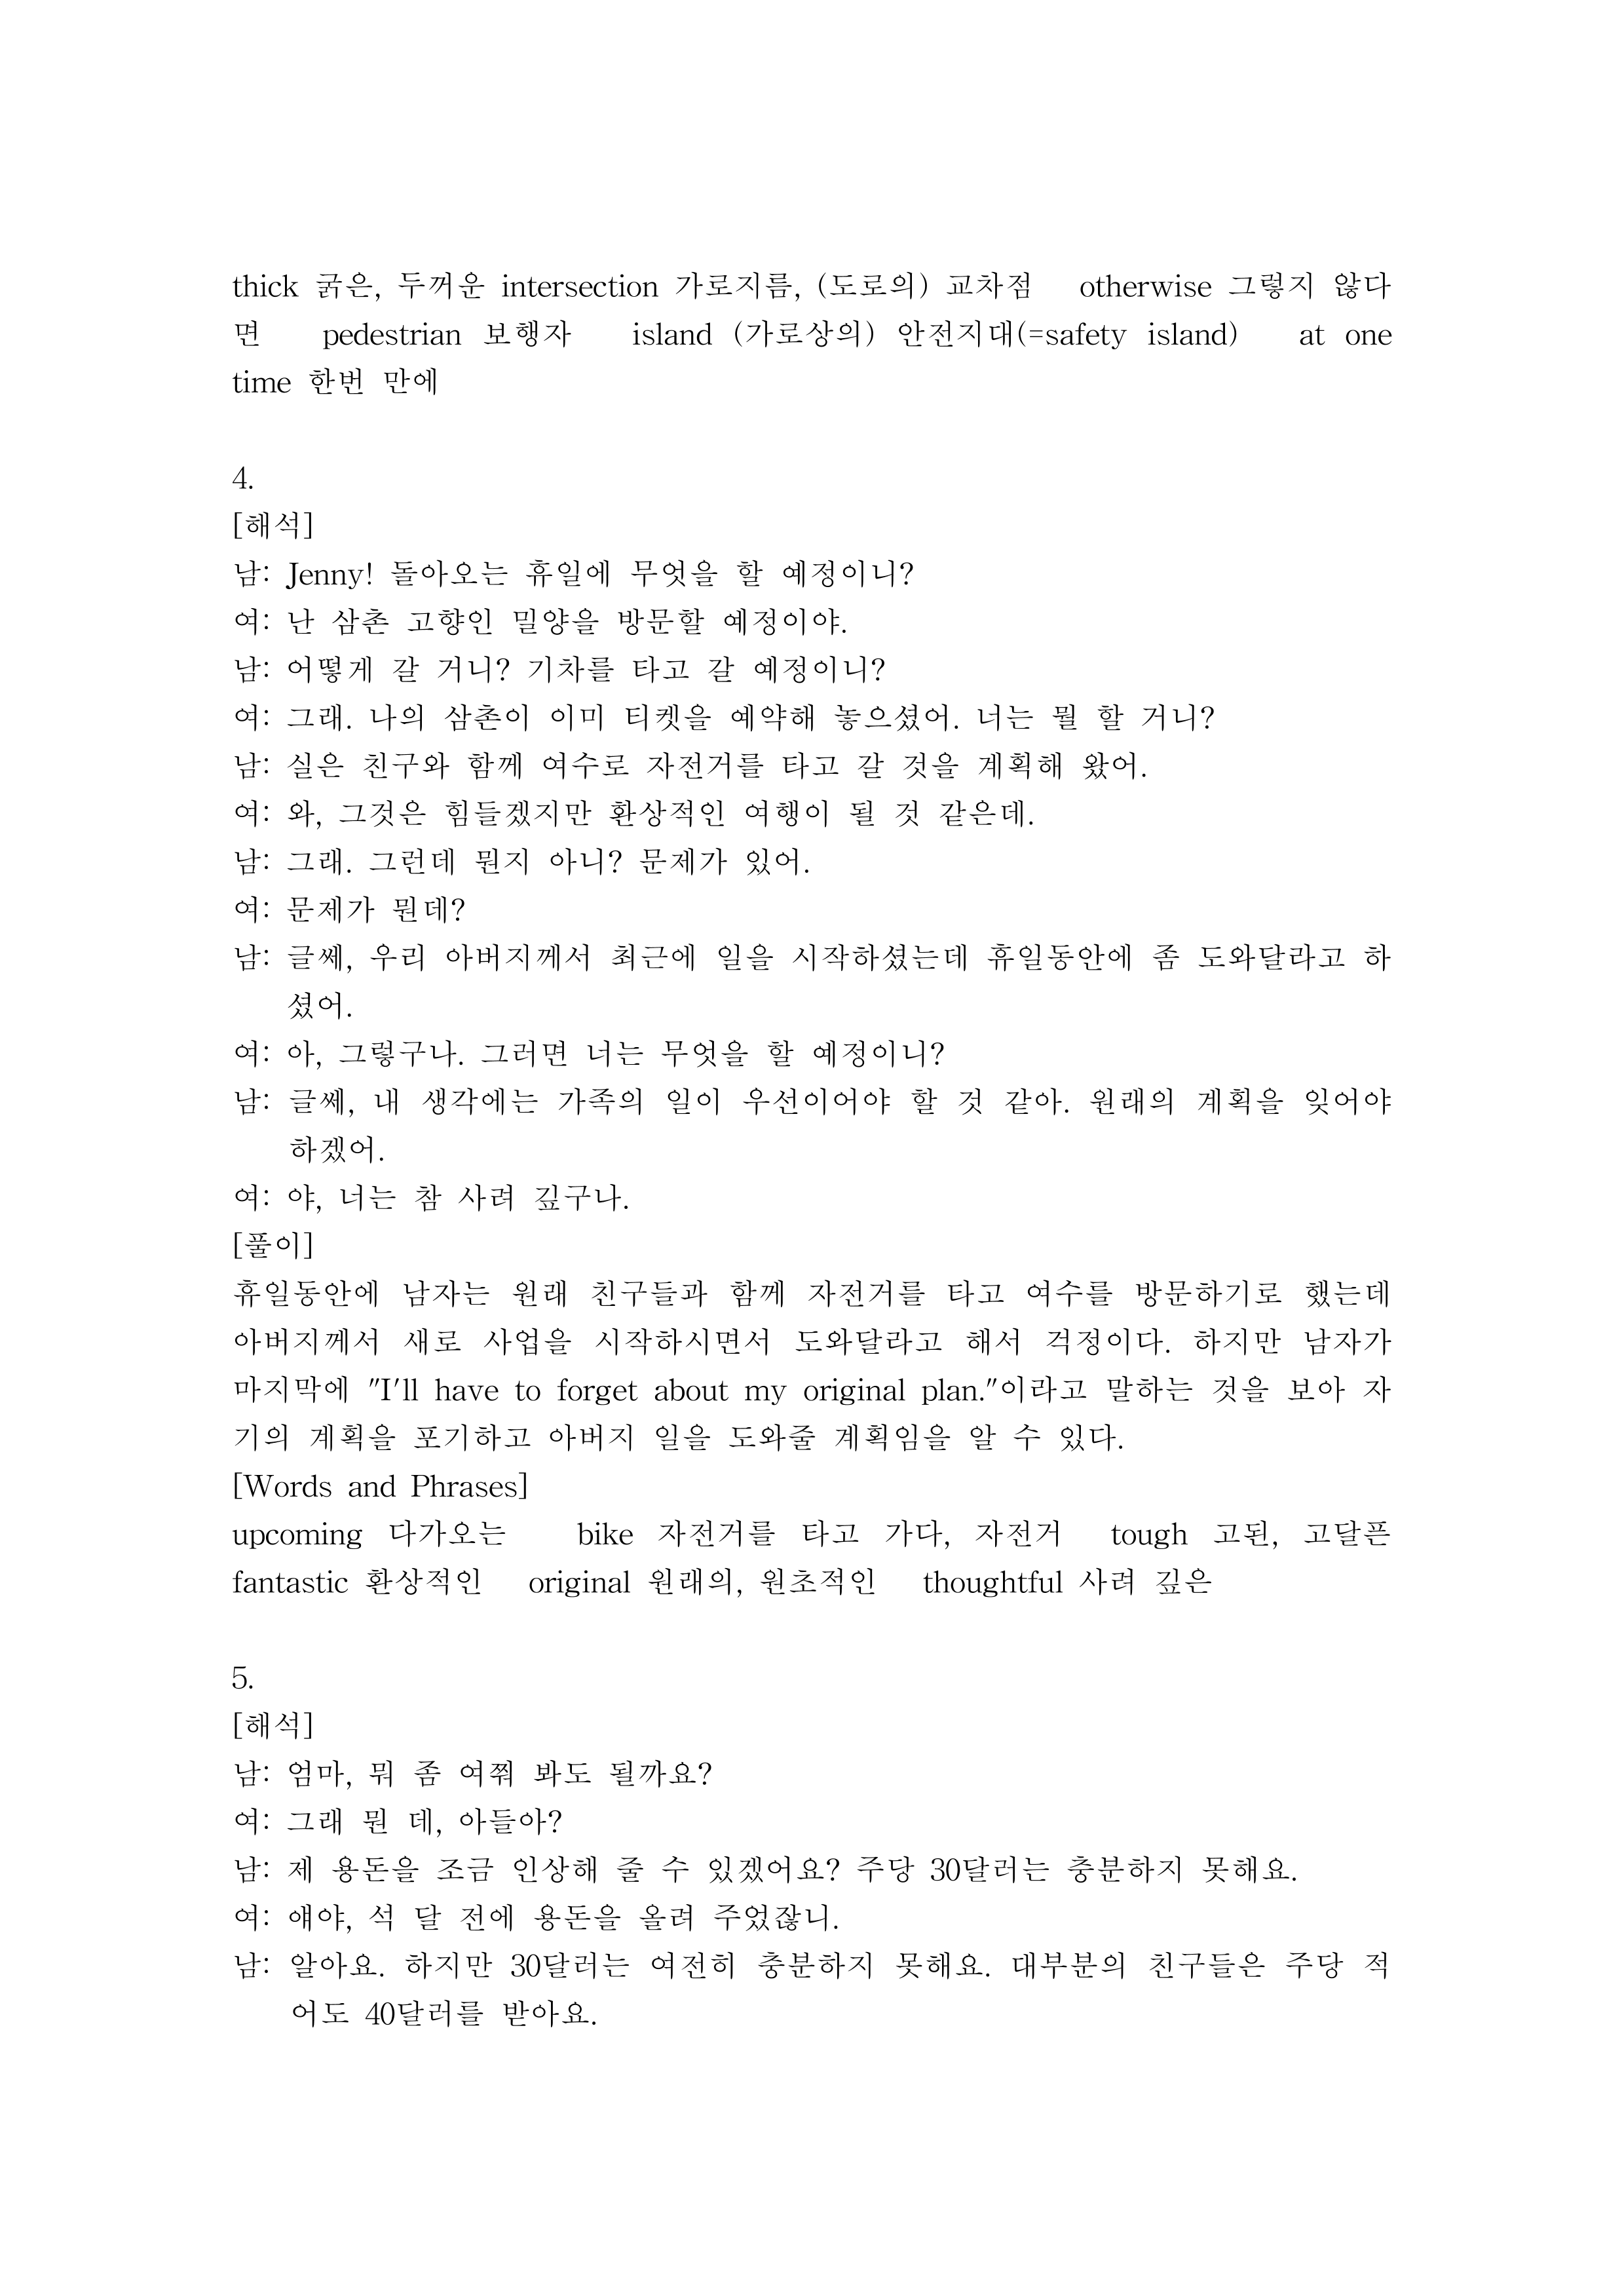 thick 굵은, 두꺼운 intersection 가로지름, (도로의) 교차점 otherwise 그렇지 않다
면 pedestrian 보행자 island (가로상의) 안전지대(=safety island) at one
time 한번 만에
4.
[해석]
남: Jenny! 돌아오는 휴일에 무엇을 할 예정이니?
여: 난 삼촌 고향인 밀양을 방문할 예정이야.
남: 어떻게 갈 거니? 기차를 타고 갈 예정이니?
여: 그래. 나의 삼촌이 이미 티켓을 예약해 놓으셨어. 너는 뭘 할 거니?
남: 실은 친구와 함께 여수로 자전거를 타고 갈 것을 계획해 왔어.
여: 와, 그것은 힘들겠지만 환상적인 여행이 될 것 같은데.
남: 그래. 그런데 뭔지 아니? 문제가 있어.
여: 문제가 뭔데?
남: 글쎄, 우리 아버지께서 최근에 일을 시작하셨는데 휴일동안에 좀 도와달라고 하
셨어.
여: 아, 그렇구나. 그러면 너는 무엇을 할 예정이니?
남: 글쎄, 내 생각에는 가족의 일이 우선이어야 할 것 같아. 원래의 계획을 잊어야
하겠어.
여: 야, 너는 참 사려 깊구나.
[풀이]
휴일동안에 남자는 원래 친구들과 함께 자전거를 타고 여수를 방문하기로 했는데
아버지께서 새로 사업을 시작하시면서 도와달라고 해서 걱정이다. 하지만 남자가
마지막에 "I'll have to forget about my original plan."이라고 말하는 것을 보아 자
기의 계획을 포기하고 아버지 일을 도와줄 계획임을 알 수 있다.
[Words and Phrases]
upcoming 다가오는 bike 자전거를 타고 가다, 자전거 tough 고된, 고달픈
fantastic 환상적인 original 원래의, 원초적인 thoughtful 사려 깊은
5.
[해석]
남: 엄마, 뭐 좀 여쭤 봐도 될까요?
여: 그래 뭔 데, 아들아?
남: 제 용돈을 조금 인상해 줄 수 있겠어요? 주당 30달러는 충분하지 못해요.
여: 얘야, 석 달 전에 용돈을 올려 주었잖니.
남: 알아요. 하지만 30달러는 여전히 충분하지 못해요. 대부분의 친구들은 주당 적
어도 40달러를 받아요.